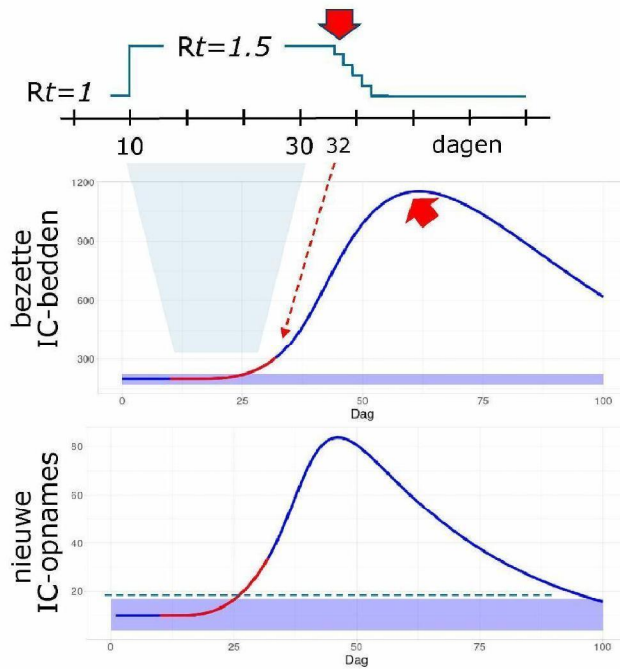 Rt=1.5
Rt=1
10 30 32 dagen
bezette
IC-bedden
1200
900
600
300
0 25 50 75 100
Dag
nieuwe
IC-opnames
80
60
40
20
0 25 50 75 100
Dag